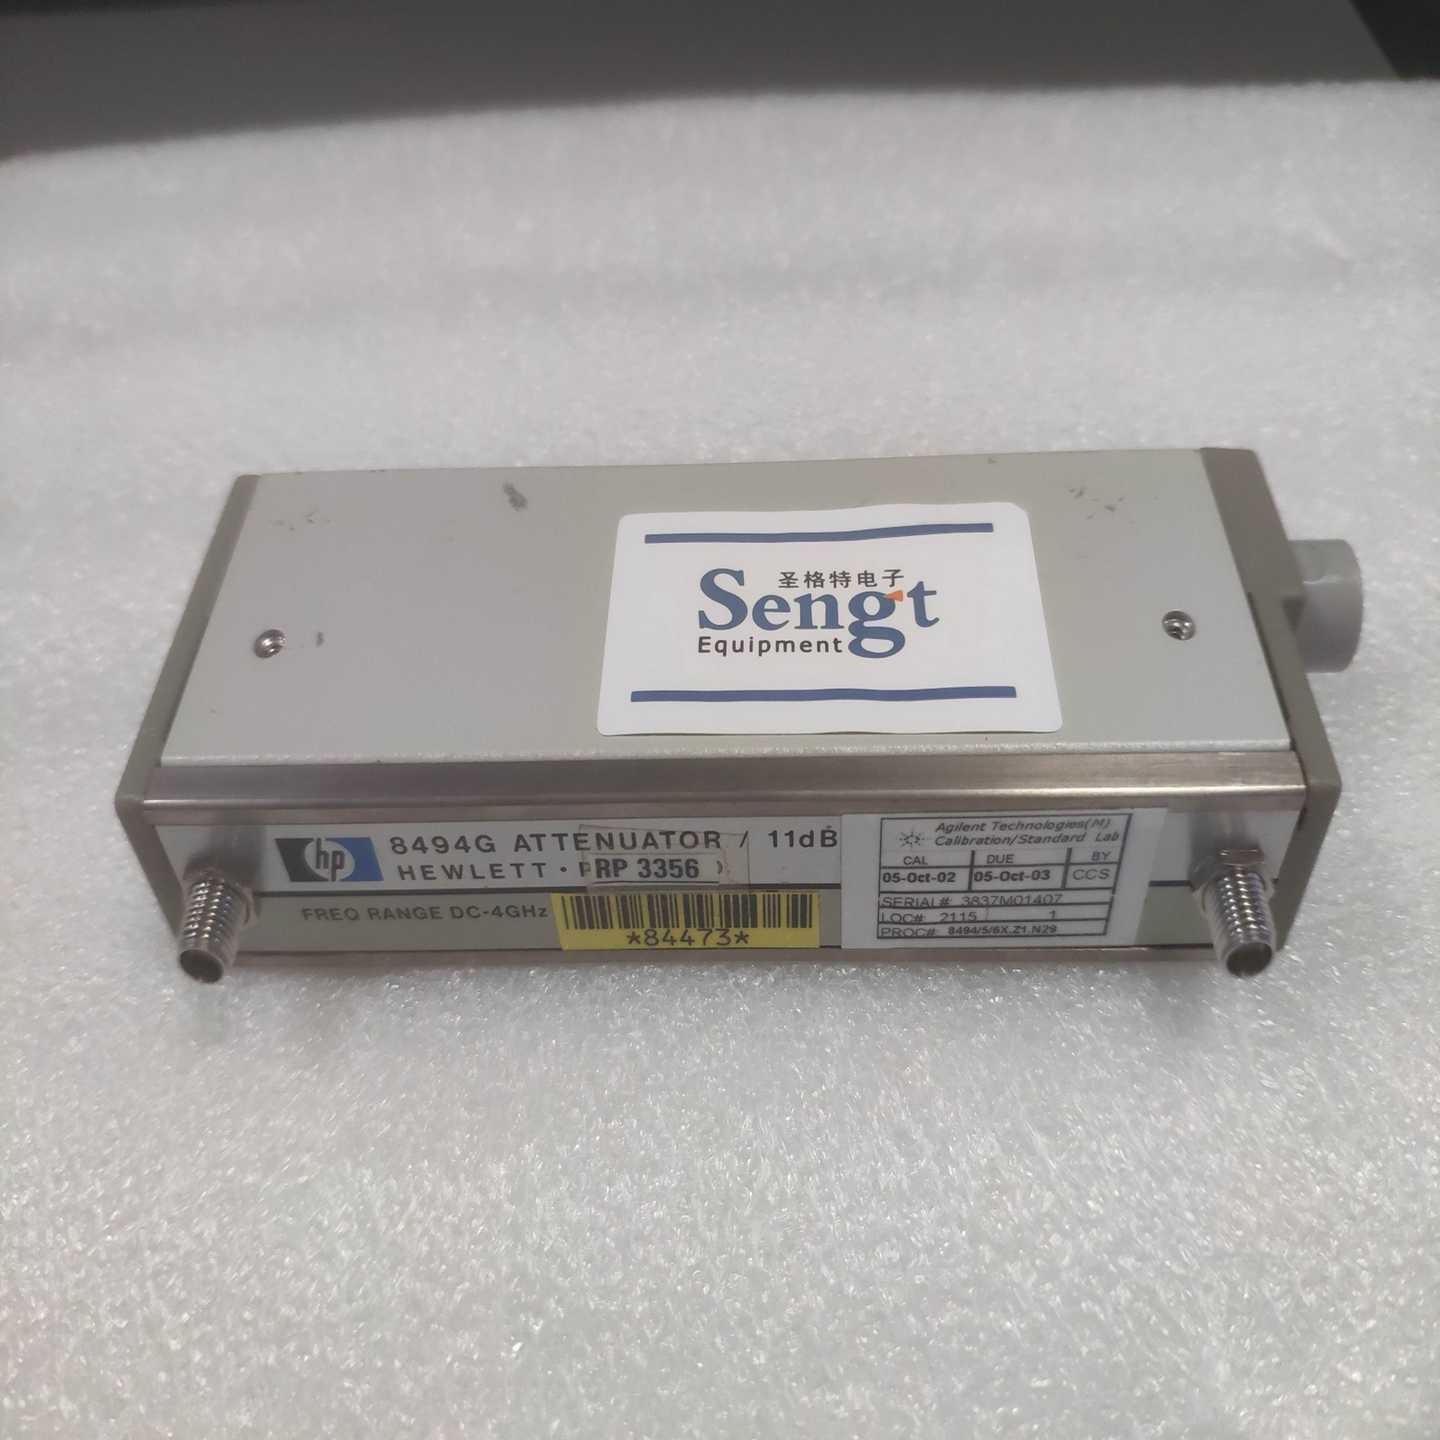 圣格特电子
Sengt
Equipment
hp
8494G ATTENUATOR / 11dB
HEWLETT · P
RP 3356
FREQ RANGE DC-4GHz
*84473*
Agilent Technologies(M)
Calibration/Standard Lab
CAL DUE BY
05-Oct-02 05-Oct-03 CCS
SERIAL# 3837M01407
LOC# 2115 1
PROC#: 8494/5/6X.Z1.N29